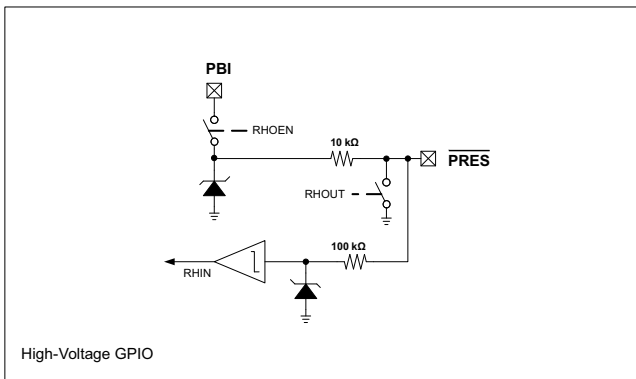 PBI
RHOEN
10 kΩ
PRES
RHOUT
100 kΩ
RHIN
High-Voltage GPIO